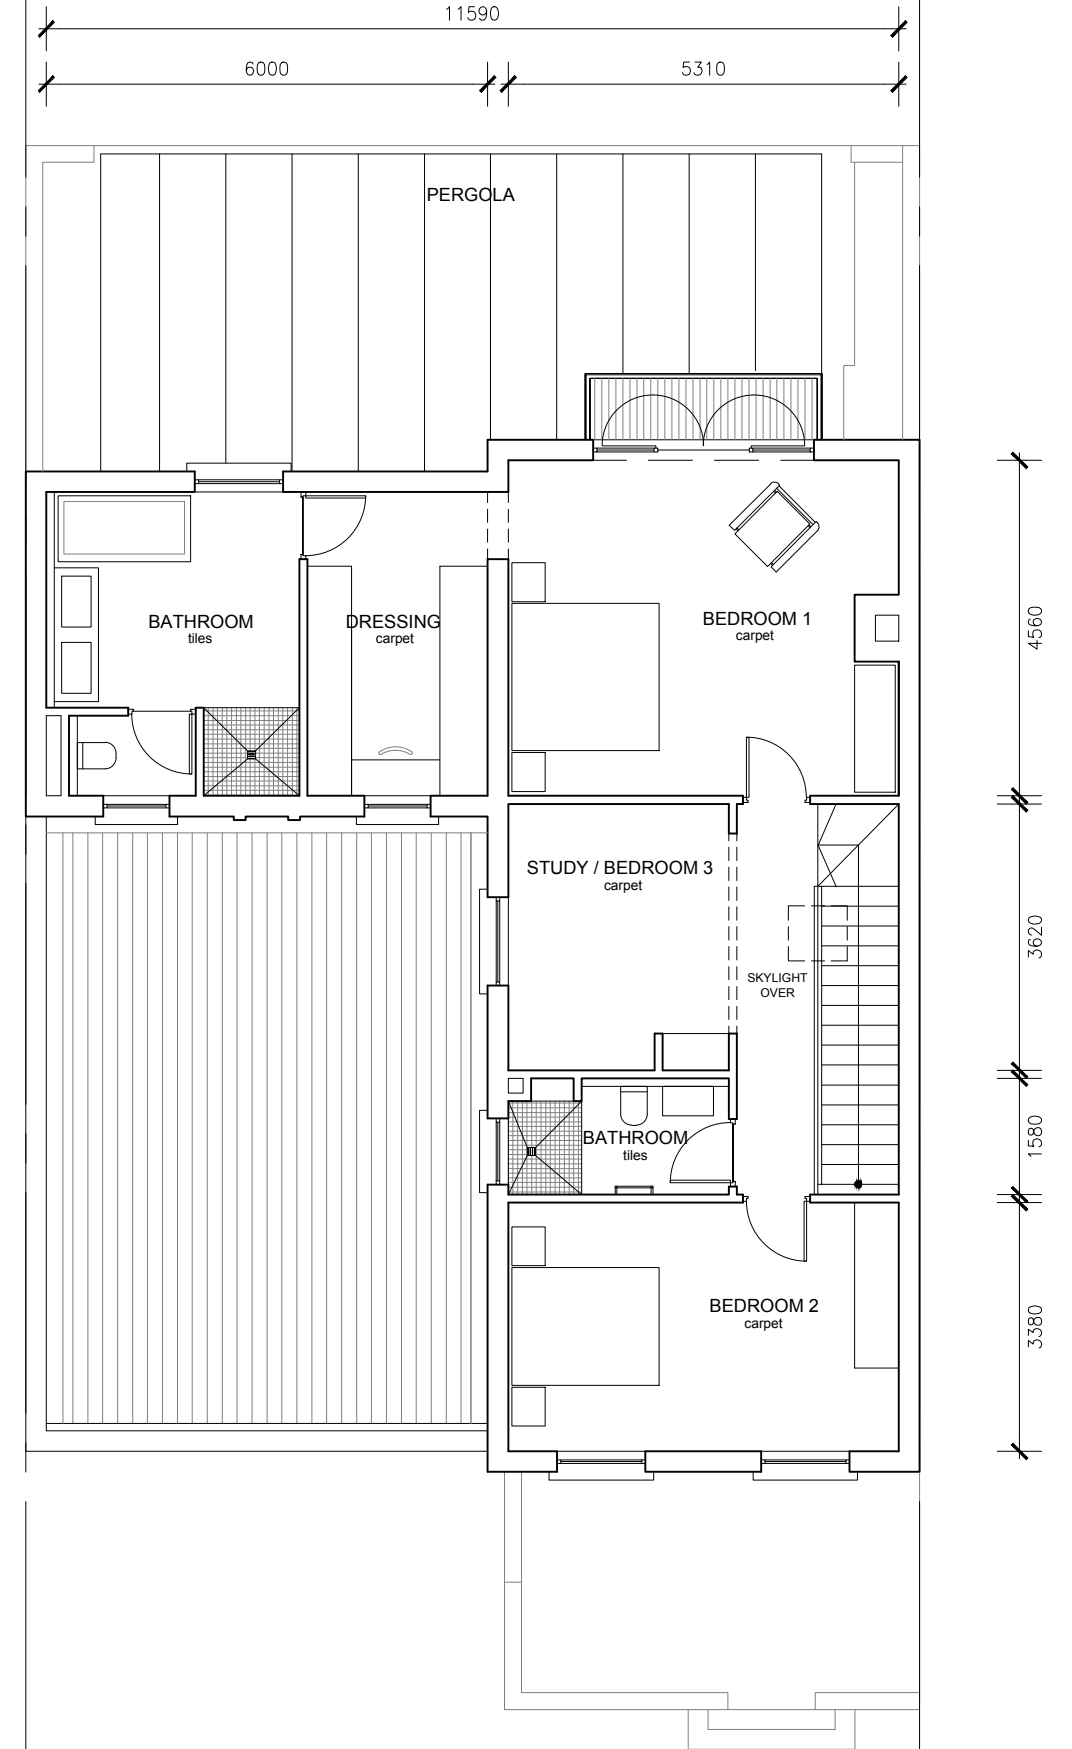 11590
6000
5310
PERGOLA
BATHROOM
tiles
DRESSING
carpet
BEDROOM 1
carpet
4560
STUDY / BEDROOM 3
carpet
3620
SKYLIGHT
OVER
BATHROOM
tiles
1580
BEDROOM 2
carpet
3380